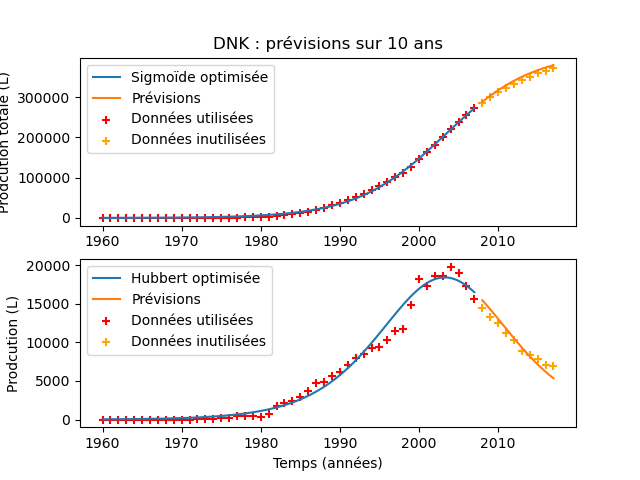 DNK : prévisions sur 10 ans
Prodcution totale (L)
300000
200000
100000
0
Sigmoïde optimisée
Prévisions
Données utilisées
Données inutilisées
1960 1970 1980 1990 2000 2010
Prodcution (L)
20000
15000
10000
5000
0
Hubbert optimisée
Prévisions
Données utilisées
Données inutilisées
1960 1970 1980 1990 2000 2010
Temps (années)